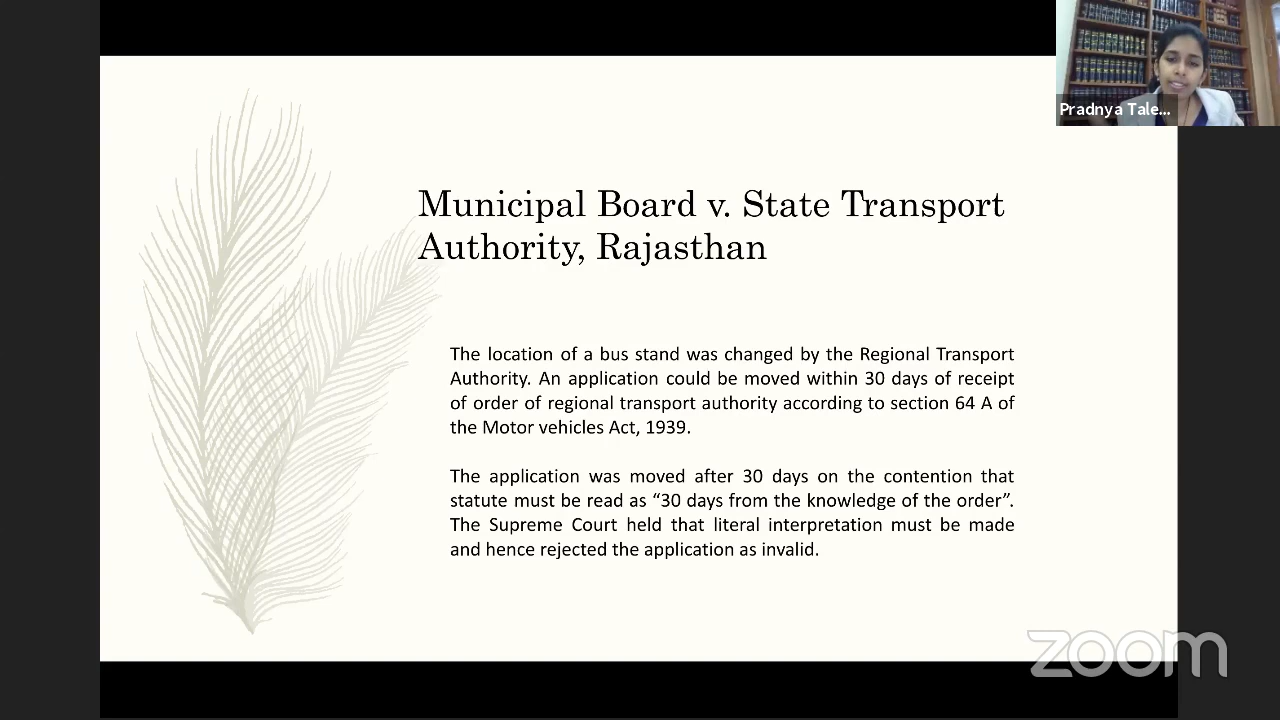 Pradnya Tale...
Municipal Board v. State Transport
Authority, Rajasthan
The location of a bus stand was changed by the Regional Transport
Authority. An application could be moved within 30 days of receipt
of order of regional transport authority according to section 64 A of
the Motor vehicles Act, 1939.
The application was moved after 30 days on the contention that
statute must be read as “30 days from the knowledge of the order”.
The Supreme Court held that literal interpretation must be made
and hence rejected the application as invalid.
zoom